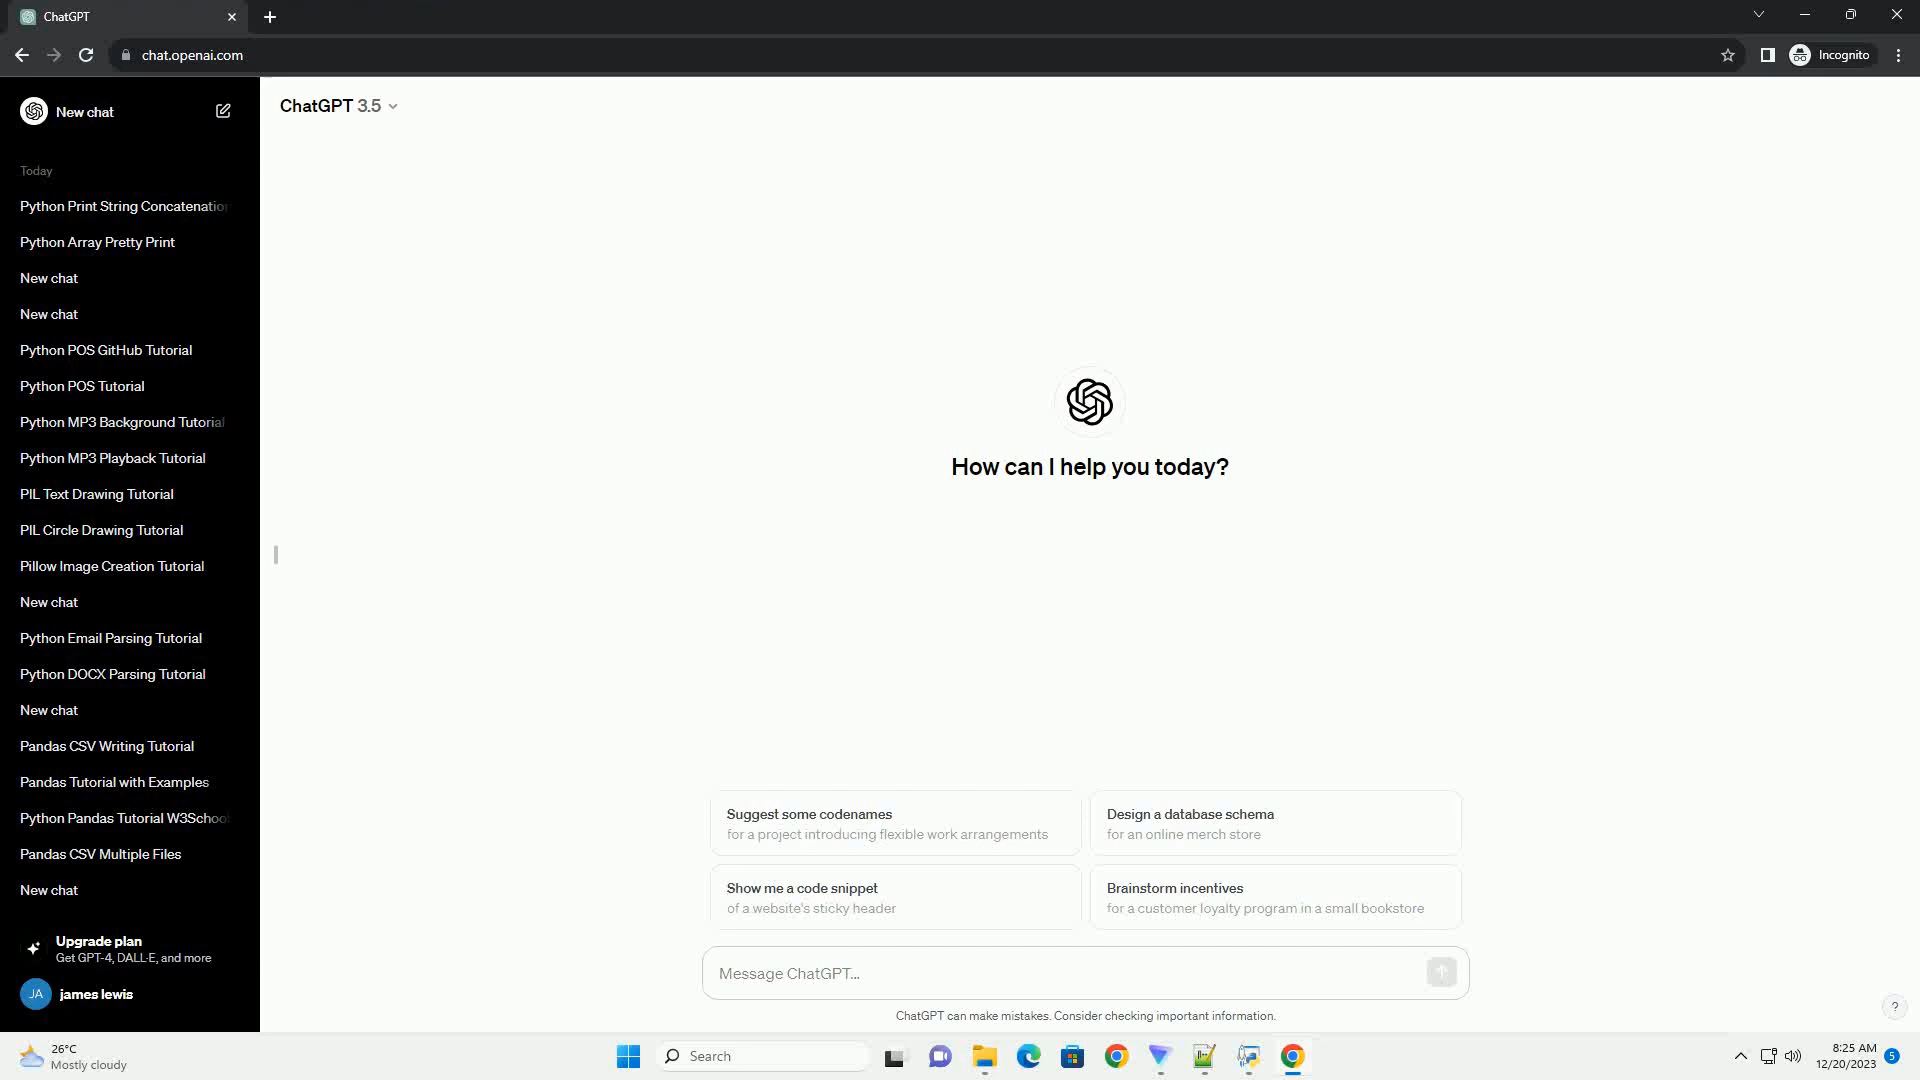 ChatGPT
chat.openai.com
Incognito
New chat
Today
Python Print String Concatenation
Python Array Pretty Print
New chat
New chat
Python POS GitHub Tutorial
Python POS Tutorial
Python MP3 Background Tutorial
Python MP3 Playback Tutorial
PIL Text Drawing Tutorial
PIL Circle Drawing Tutorial
Pillow Image Creation Tutorial
New chat
Python Email Parsing Tutorial
Python DOCX Parsing Tutorial
New chat
Pandas CSV Writing Tutorial
Pandas Tutorial with Examples
Python Pandas Tutorial W3Schoo
Pandas CSV Multiple Files
New chat
Upgrade plan
Get GPT-4, DALL·E, and more
JA
james lewis
ChatGPT 3.5
How can I help you today?
Suggest some codenames
for a project introducing flexible work arrangements
Design a database schema
for an online merch store
Show me a code snippet
of a website's sticky header
Brainstorm incentives
for a customer loyalty program in a small bookstore
Message ChatGPT...
ChatGPT can make mistakes. Consider checking important information.
?
26°C
Mostly cloudy
Search
8:25 AM
12/20/2023
5